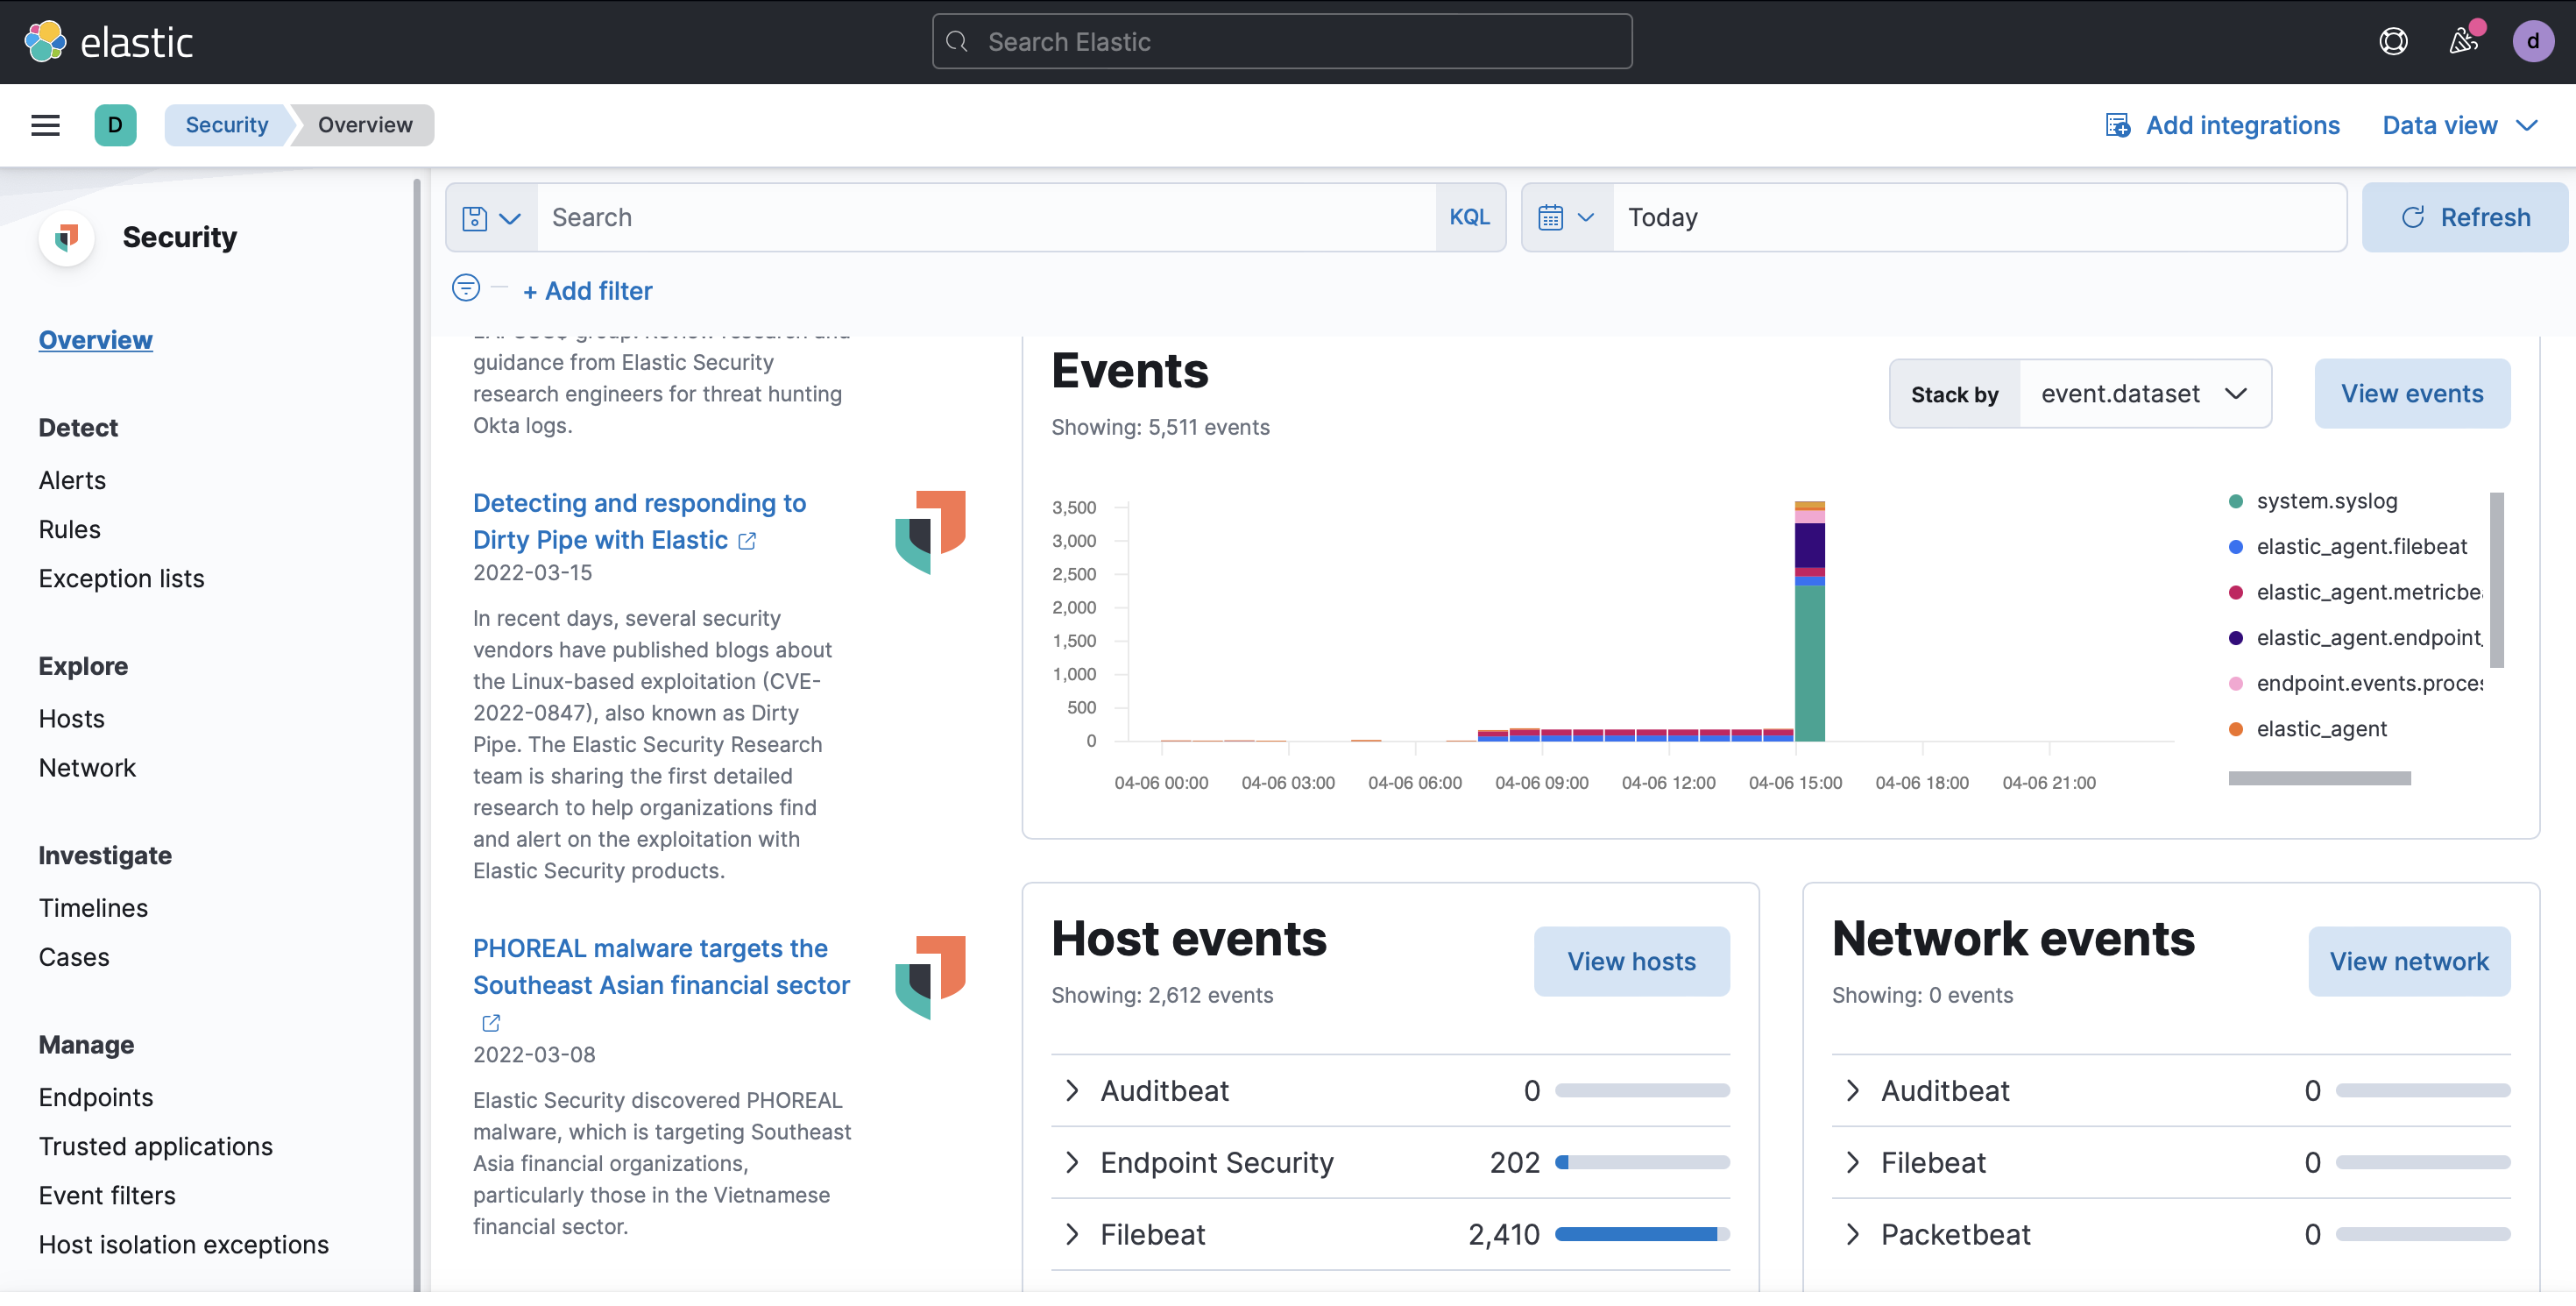 elastic
Search Elastic
d
D
Security
Overview
Add integrations
Data view
Security
Overview
Detect
Alerts
Rules
Exception lists
Explore
Hosts
Network
Investigate
Timelines
Cases
Manage
Endpoints
Trusted applications
Event filters
Host isolation exceptions
Search
KQL
Today
Refresh
+ Add filter
guidance from Elastic Security
research engineers for threat hunting
Okta logs.
Detecting and responding to
Dirty Pipe with Elastic
2022-03-15
In recent days, several security
vendors have published blogs about
the Linux-based exploitation (CVE-
2022-0847), also known as Dirty
Pipe. The Elastic Security Research
team is sharing the first detailed
research to help organizations find
and alert on the exploitation with
Elastic Security products.
PHOREAL malware targets the
Southeast Asian financial sector
2022-03-08
Elastic Security discovered PHOREAL
malware, which is targeting Southeast
Asia financial organizations,
particularly those in the Vietnamese
financial sector.
Events
Showing: 5,511 events
Stack by
event.dataset
View events
3,500
3,000
2,500
2,000
1,500
1,000
500
0
04-06 00:00
04-06 03:00
04-06 06:00
04-06 09:00
04-06 12:00
04-06 15:00
04-06 18:00
04-06 21:00
system.syslog
elastic_agent.filebeat
elastic_agent.metricbe
elastic_agent.endpoint_
endpoint.events.proces
elastic_agent
Host events
Showing: 2,612 events
View hosts
Auditbeat 0
Endpoint Security 202
Filebeat 2,410
Network events
Showing: 0 events
View network
Auditbeat 0
Filebeat 0
Packetbeat 0